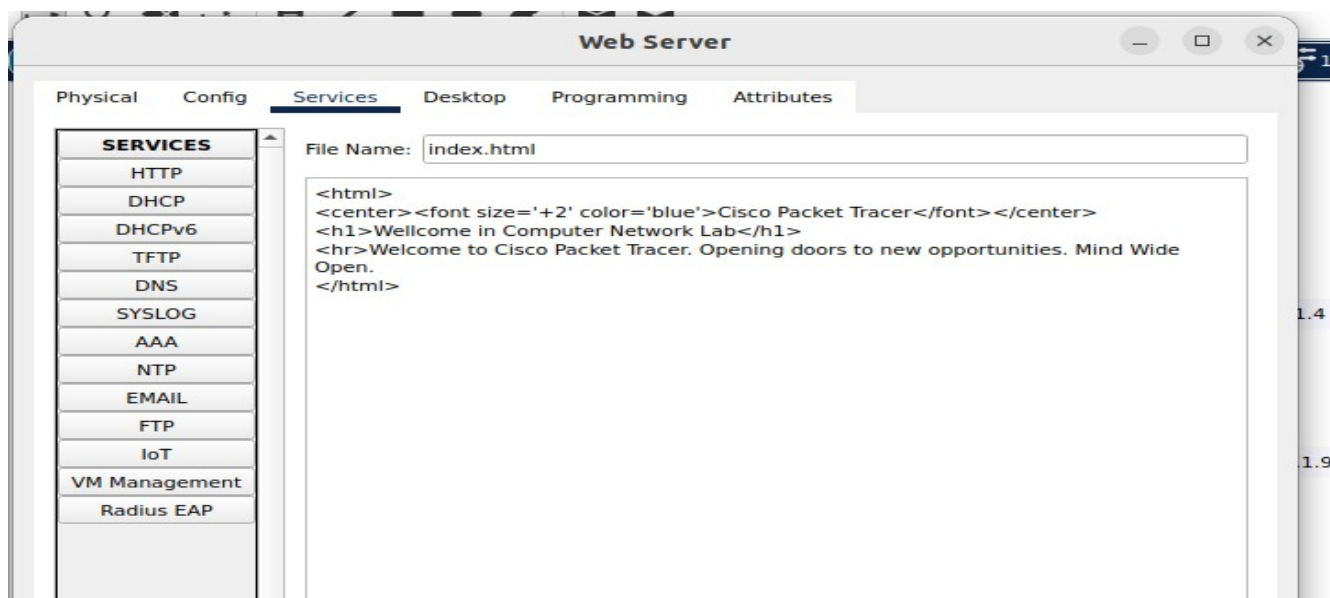 Web Server
Physical Config Services Desktop Programming Attributes
SERVICES
HTTP
DHCP
DHCPv6
TFTP
DNS
SYSLOG
AAA
NTP
EMAIL
FTP
IoT
VM Management
Radius EAP
File Name: index.html
<html>
<center><font size='+2' color='blue'>Cisco Packet Tracer</font></center>
<h1>Wellcome in Computer Network Lab</h1>
<hr>Welcome to Cisco Packet Tracer. Opening doors to new opportunities. Mind Wide
Open.
</html>
1.4
1.9